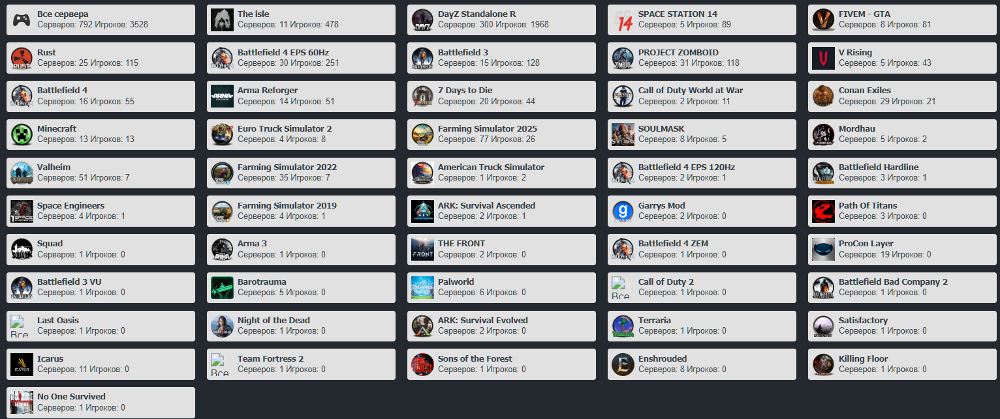 Все сервера
Серверов: 792 Игроков: 3528
The isle
Серверов: 11 Игроков: 478
DayZ Standalone R
Серверов: 300 Игроков: 1968
SPACE STATION 14
Серверов: 5 Игроков: 89
FIVEM - GTA
Серверов: 8 Игроков: 81
Rust
Серверов: 25 Игроков: 115
Battlefield 4 EPS 60Hz
Серверов: 30 Игроков: 251
Battlefield 3
Серверов: 15 Игроков: 128
PROJECT ZOMBOID
Серверов: 31 Игроков: 118
V Rising
Серверов: 5 Игроков: 43
Battlefield 4
Серверов: 16 Игроков: 55
Arma Reforger
Серверов: 14 Игроков: 51
7 Days to Die
Серверов: 20 Игроков: 44
Call of Duty World at War
Серверов: 2 Игроков: 11
Conan Exiles
Серверов: 29 Игроков: 21
Minecraft
Серверов: 13 Игроков: 13
Euro Truck Simulator 2
Серверов: 4 Игроков: 8
Farming Simulator 2025
Серверов: 77 Игроков: 26
SOULMASK
Серверов: 8 Игроков: 5
Mordhau
Серверов: 5 Игроков: 2
Valheim
Серверов: 51 Игроков: 7
Farming Simulator 2022
Серверов: 35 Игроков: 7
American Truck Simulator
Серверов: 1 Игроков: 2
Battlefield 4 EPS 120Hz
Серверов: 2 Игроков: 1
Battlefield Hardline
Серверов: 3 Игроков: 1
Space Engineers
Серверов: 4 Игроков: 1
Farming Simulator 2019
Серверов: 4 Игроков: 1
ARK: Survival Ascended
Серверов: 2 Игроков: 1
Garrys Mod
Серверов: 2 Игроков: 0
Path Of Titans
Серверов: 3 Игроков: 0
Squad
Серверов: 1 Игроков: 0
Arma 3
Серверов: 1 Игроков: 0
THE FRONT
Серверов: 2 Игроков: 0
Battlefield 4 ZEM
Серверов: 1 Игроков: 0
ProCon Layer
Серверов: 19 Игроков: 0
Battlefield 3 VU
Серверов: 1 Игроков: 0
Barotrauma
Серверов: 5 Игроков: 0
Palworld
Серверов: 6 Игроков: 0
Все
Call of Duty 2
Серверов: 1 Игроков: 0
Battlefield Bad Company 2
Серверов: 1 Игроков: 0
Все
Last Oasis
Серверов: 1 Игроков: 0
Night of the Dead
Серверов: 1 Игроков: 0
ARK: Survival Evolved
Серверов: 2 Игроков: 0
Terraria
Серверов: 1 Игроков: 0
Satisfactory
Серверов: 1 Игроков: 0
Icarus
Серверов: 11 Игроков: 0
Все
Team Fortress 2
Серверов: 1 Игроков: 0
Sons of the Forest
Серверов: 1 Игроков: 0
Enshrouded
Серверов: 8 Игроков: 0
Killing Floor
Серверов: 1 Игроков: 0
No One Survived
Серверов: 1 Игроков: 0